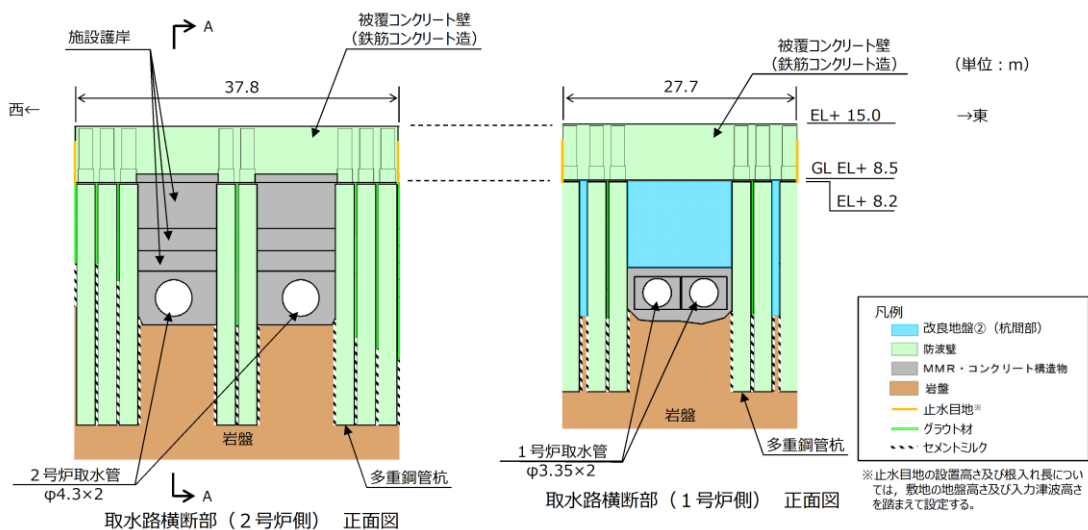 A
施設護岸
被覆コンクリート壁
（鉄筋コンクリート造）
37.8
西←
2号炉取水管
φ4.3×2
岩盤
多重鋼管杭
A
取水路横断部（２号炉側）　正面図
被覆コンクリート壁
（鉄筋コンクリート造）
（単位：m）
27.7
EL+ 15.0
→東
GL EL+ 8.5
EL+ 8.2
1号炉取水管
φ3.35×2
岩盤
多重鋼管杭
取水路横断部（１号炉側）　正面図
凡例
改良地盤②（杭間部）
防波壁
ＭＭＲ・コンクリート構造物
岩盤
止水目地※
グラウト材
セメントミルク
※止水目地の設置高さ及び根入れ長につい
ては，敷地の地盤高さ及び入力津波高さ
を踏まえて設定する。